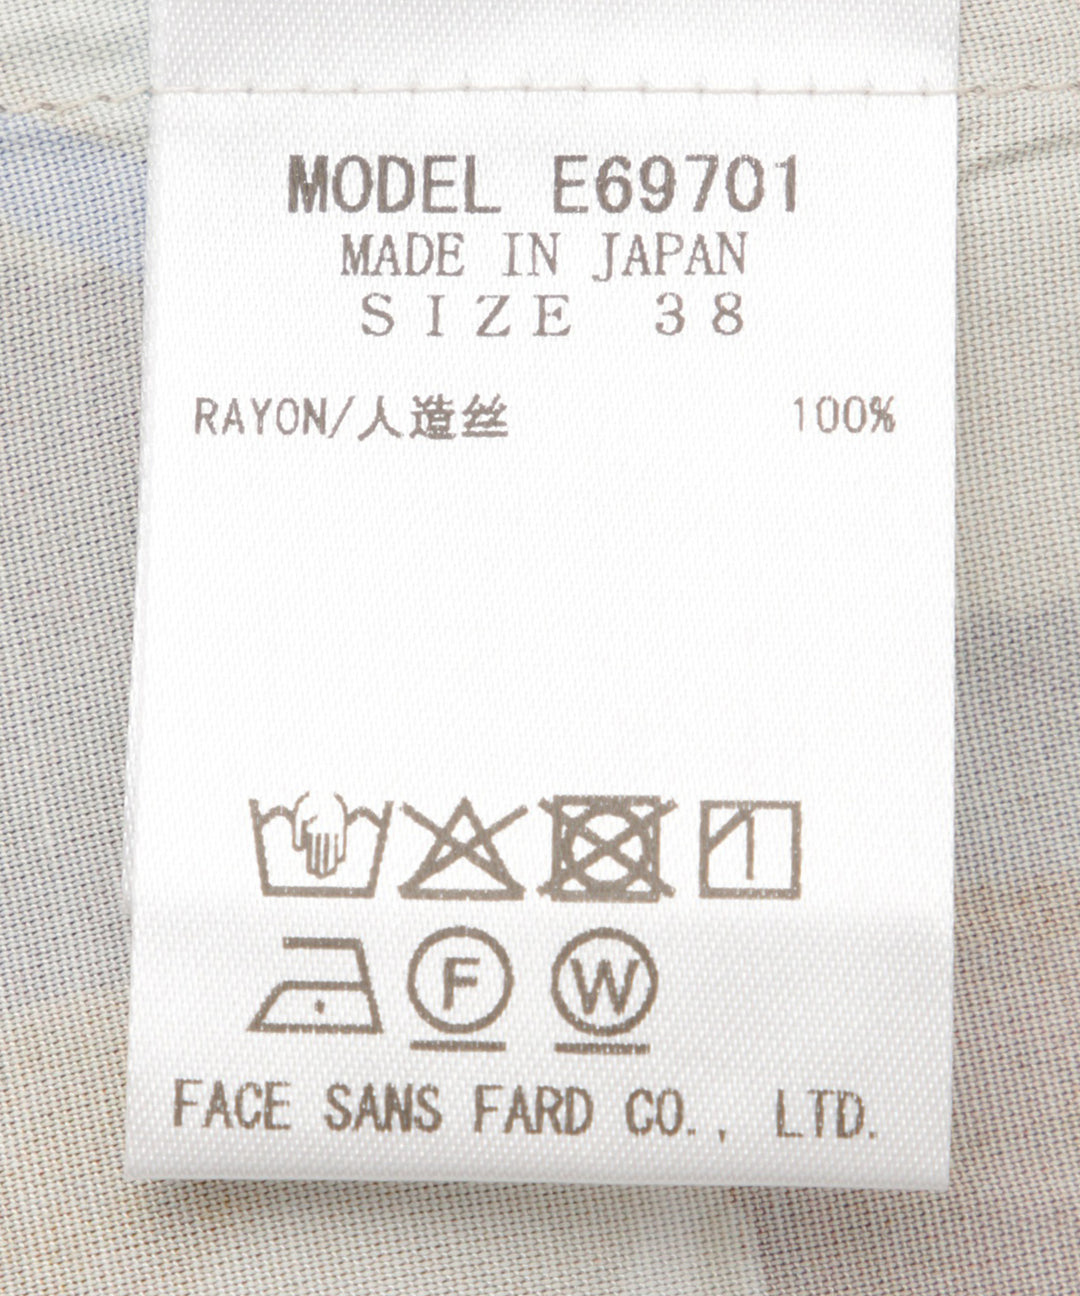 MODEL E69701
MADE IN JAPAN
SIZE 38
RAYON/人造丝 100%
F W
FACE SANS FARD CO., LTD.